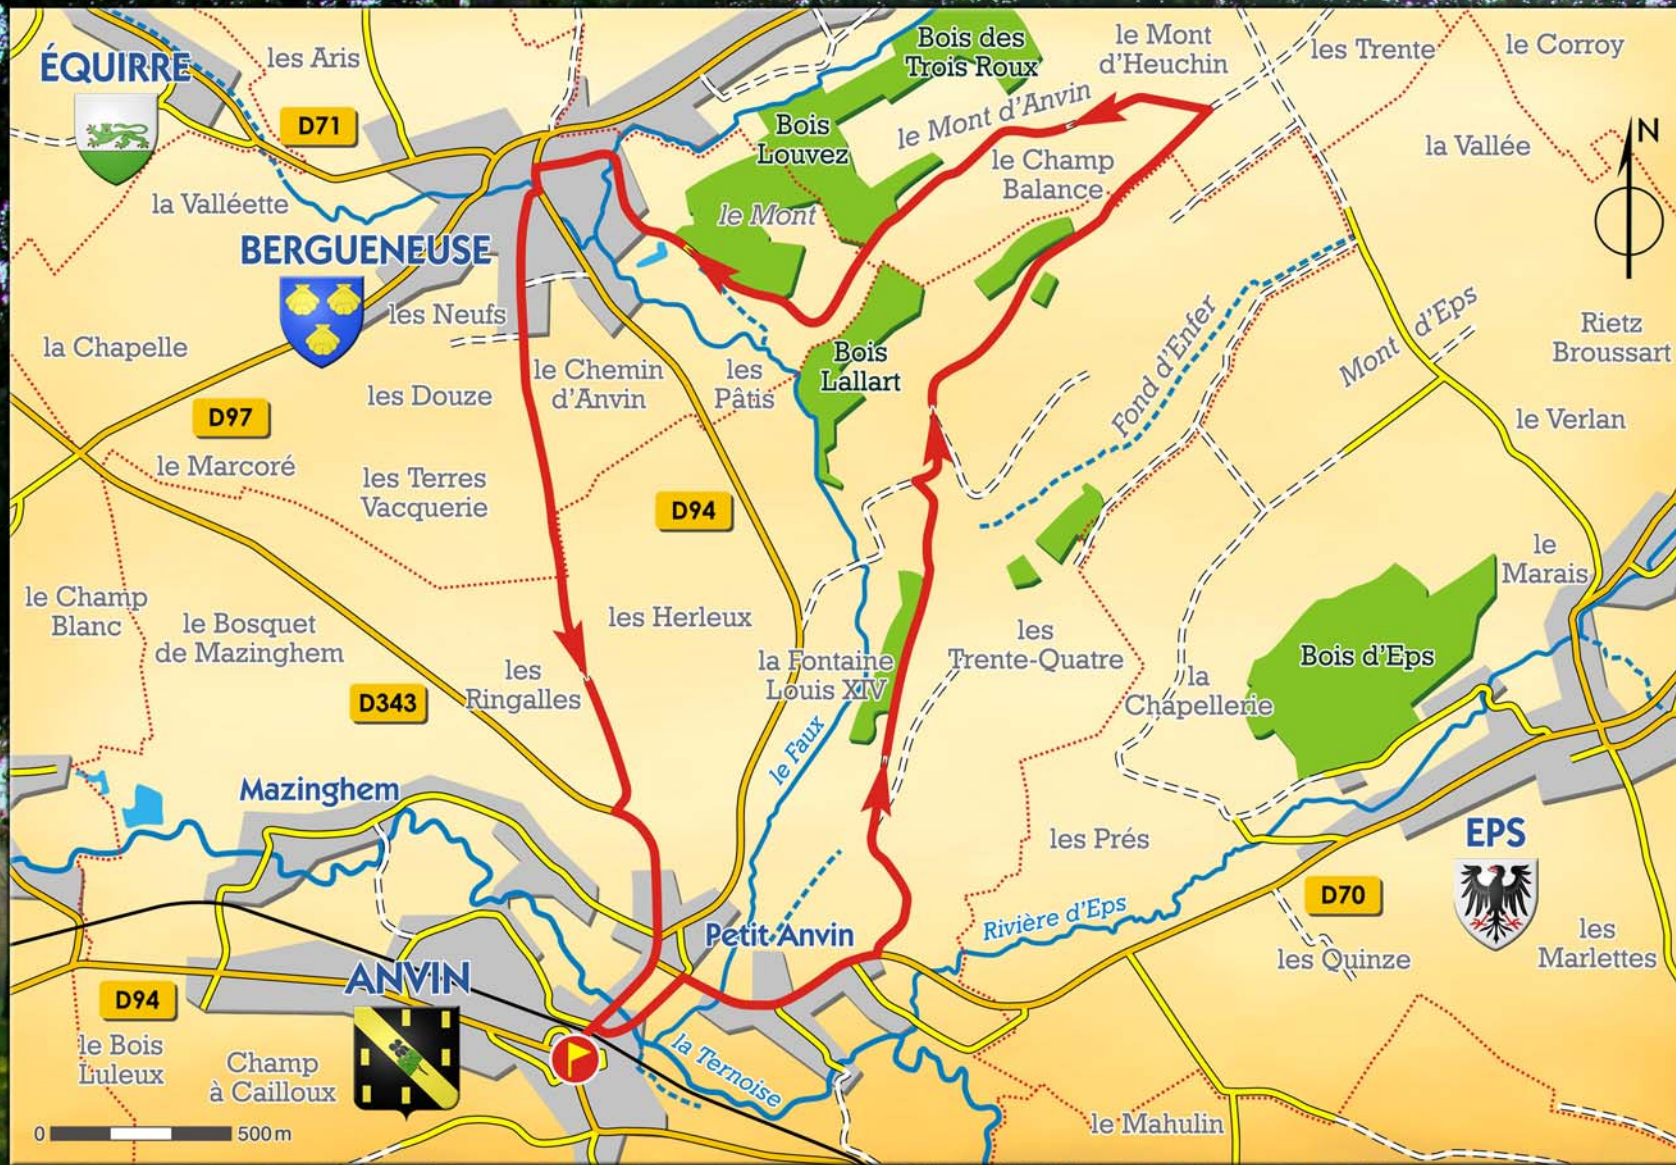 Bois des
Trois Roux
le Mont
d'Heuchin
les Trente
le Corroy
ÉQUIRRE
les Aris
D71
le Mont d'Anvin
Bois
Louvez
N
la Vallée
le Champ
Balance
la Valléette
le Mont
BERGUENEUSE
les Neufs
Fond d'Enfer
Mont d'Eps
Rietz
Broussart
la Chapelle
le Chemin
d'Anvin
les
Pâtis
Bois
Lallart
les Douze
D97
le Verlan
le Marcoré
les Terres
Vacquerie
D94
le
Marais
le Champ
Blanc
le Bosquet
de Mazinghem
les Herleux
les
Trente-Quatre
Bois d'Eps
la Fontaine
Louis XIV
les
Ringalles
D343
la
Chapellerie
le Faux
Mazinghem
les Prés
EPS
D70
Rivière d'Eps
Petit Anvin
les Quinze
les
Marlettes
ANVIN
D94
le Bois
Luleux
Champ
à Cailloux
la Ternoise
le Mahulin
0 500 m